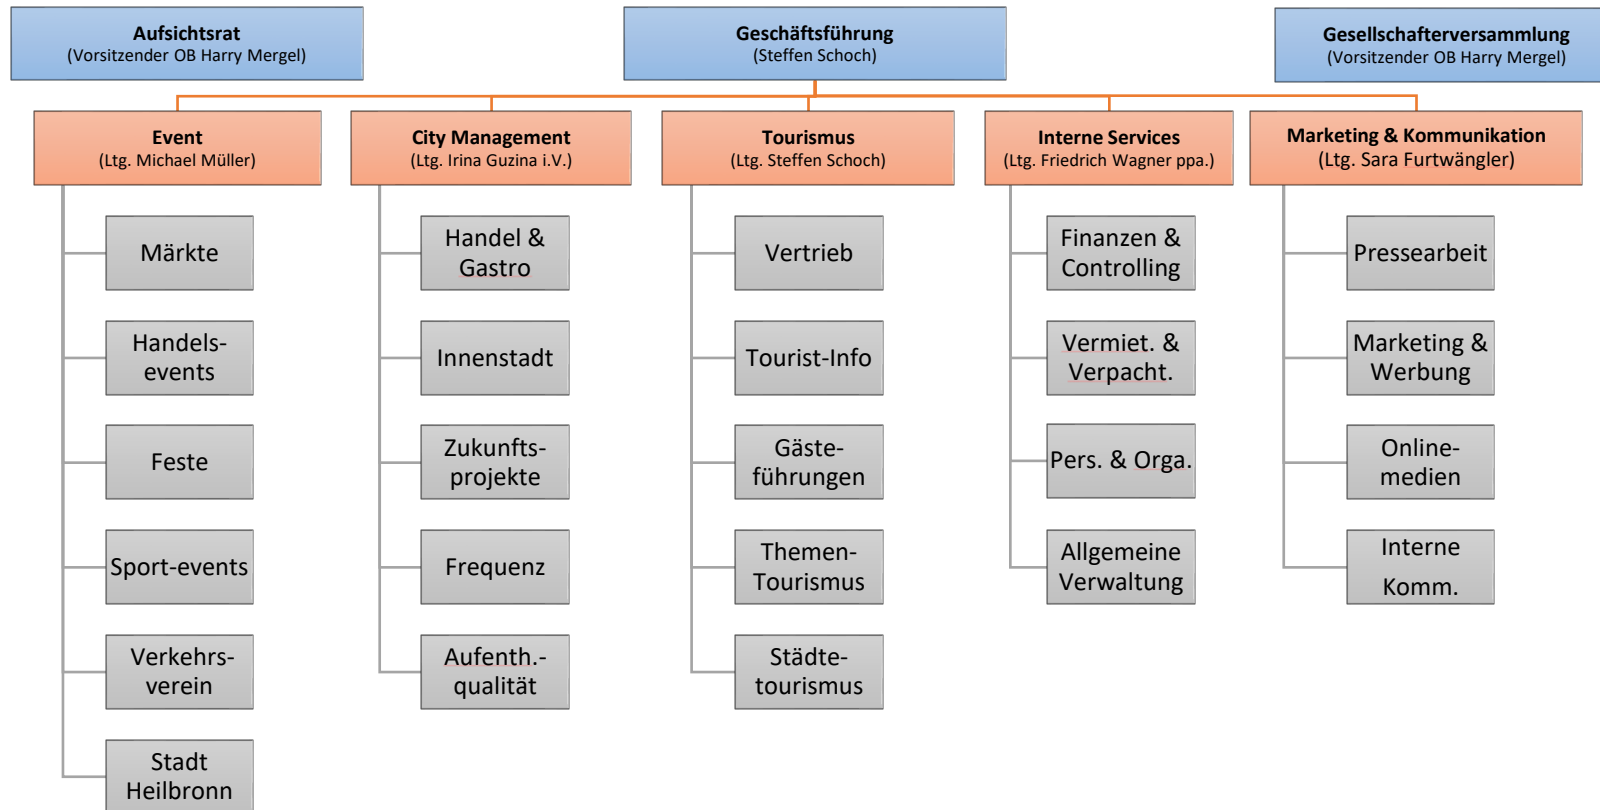 Aufsichtsrat
(Vorsitzender OB Harry Mergel)
Geschäftsführung
(Steffen Schoch)
Gesellschafterversammlung
(Vorsitzender OB Harry Mergel)
Event
(Ltg. Michael Müller)
City Management
(Ltg. Irina Guzina i.V.)
Tourismus
(Ltg. Steffen Schoch)
Interne Services
(Ltg. Friedrich Wagner ppa.)
Marketing & Kommunikation
(Ltg. Sara Furtwängler)
Märkte
Handels-
events
Feste
Sport-events
Verkehrs-
verein
Stadt
Heilbronn
Handel &
Gastro
Innenstadt
Zukunfts-
projekte
Frequenz
Aufenth.-
qualität
Vertrieb
Tourist-Info
Gäste-
führungen
Themen-
Tourismus
Städte-
tourismus
Finanzen &
Controlling
Vermiet. &
Verpacht.
Pers. & Orga.
Allgemeine
Verwaltung
Pressearbeit
Marketing &
Werbung
Online-
medien
Interne
Komm.